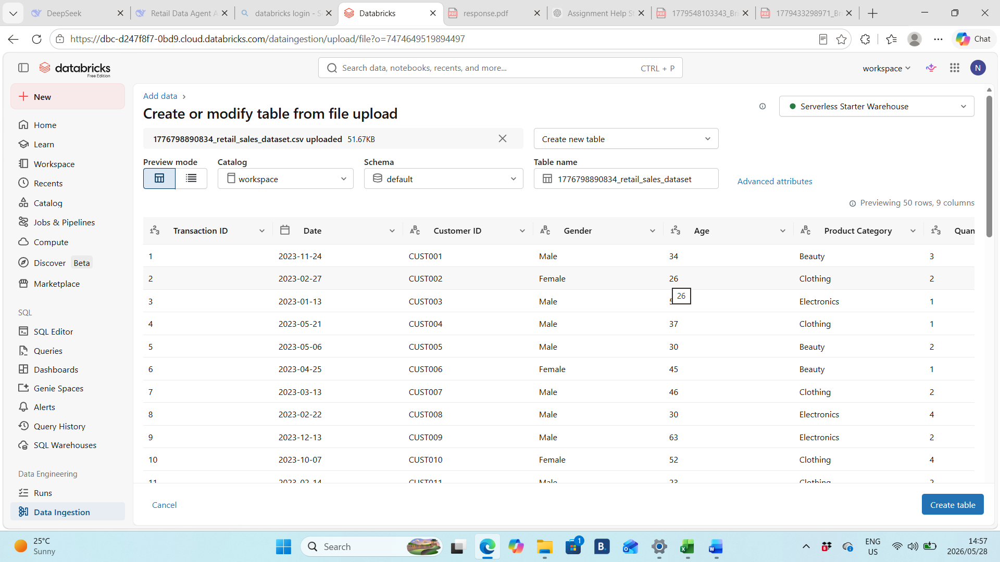 DeepSeek
Retail Data Agent A
databricks login - S
Databricks
response.pdf
Assignment Help St
1779548103343_Bri
1779433298971_Bri
https://dbc-d247f8f7-0bd9.cloud.databricks.com/dataingestion/upload/file?o=7474649519894497
Chat
databricks
Free Edition
Search data, notebooks, recents, and more...
CTRL + P
workspace
N
New
Home
Learn
Workspace
Recents
Catalog
Jobs & Pipelines
Compute
Discover Beta
Marketplace
SQL
SQL Editor
Queries
Dashboards
Genie Spaces
Alerts
Query History
SQL Warehouses
Data Engineering
Runs
Data Ingestion
Add data ›
Create or modify table from file upload
Serverless Starter Warehouse
1776798890834_retail_sales_dataset.csv uploaded 51.67KB
Create new table
Preview mode Catalog Schema Table name
workspace default 1776798890834_retail_sales_dataset
Advanced attributes
Previewing 50 rows, 9 columns
Transaction ID Date Customer ID Gender Age Product Category Quan
1 2023-11-24 CUST001 Male 34 Beauty 3
2 2023-02-27 CUST002 Female 26 Clothing 2
26
3 2023-01-13 CUST003 Male 5 Electronics 1
4 2023-05-21 CUST004 Male 37 Clothing 1
5 2023-05-06 CUST005 Male 30 Beauty 2
6 2023-04-25 CUST006 Female 45 Beauty 1
7 2023-03-13 CUST007 Male 46 Clothing 2
8 2023-02-22 CUST008 Male 30 Electronics 4
9 2023-12-13 CUST009 Male 63 Electronics 2
10 2023-10-07 CUST010 Female 52 Clothing 4
11 2023-02-14 CUST011 Male 23 Clothing 2
Cancel
Create table
25°C
Sunny
Search
1
ENG
US
14:57
2026/05/28